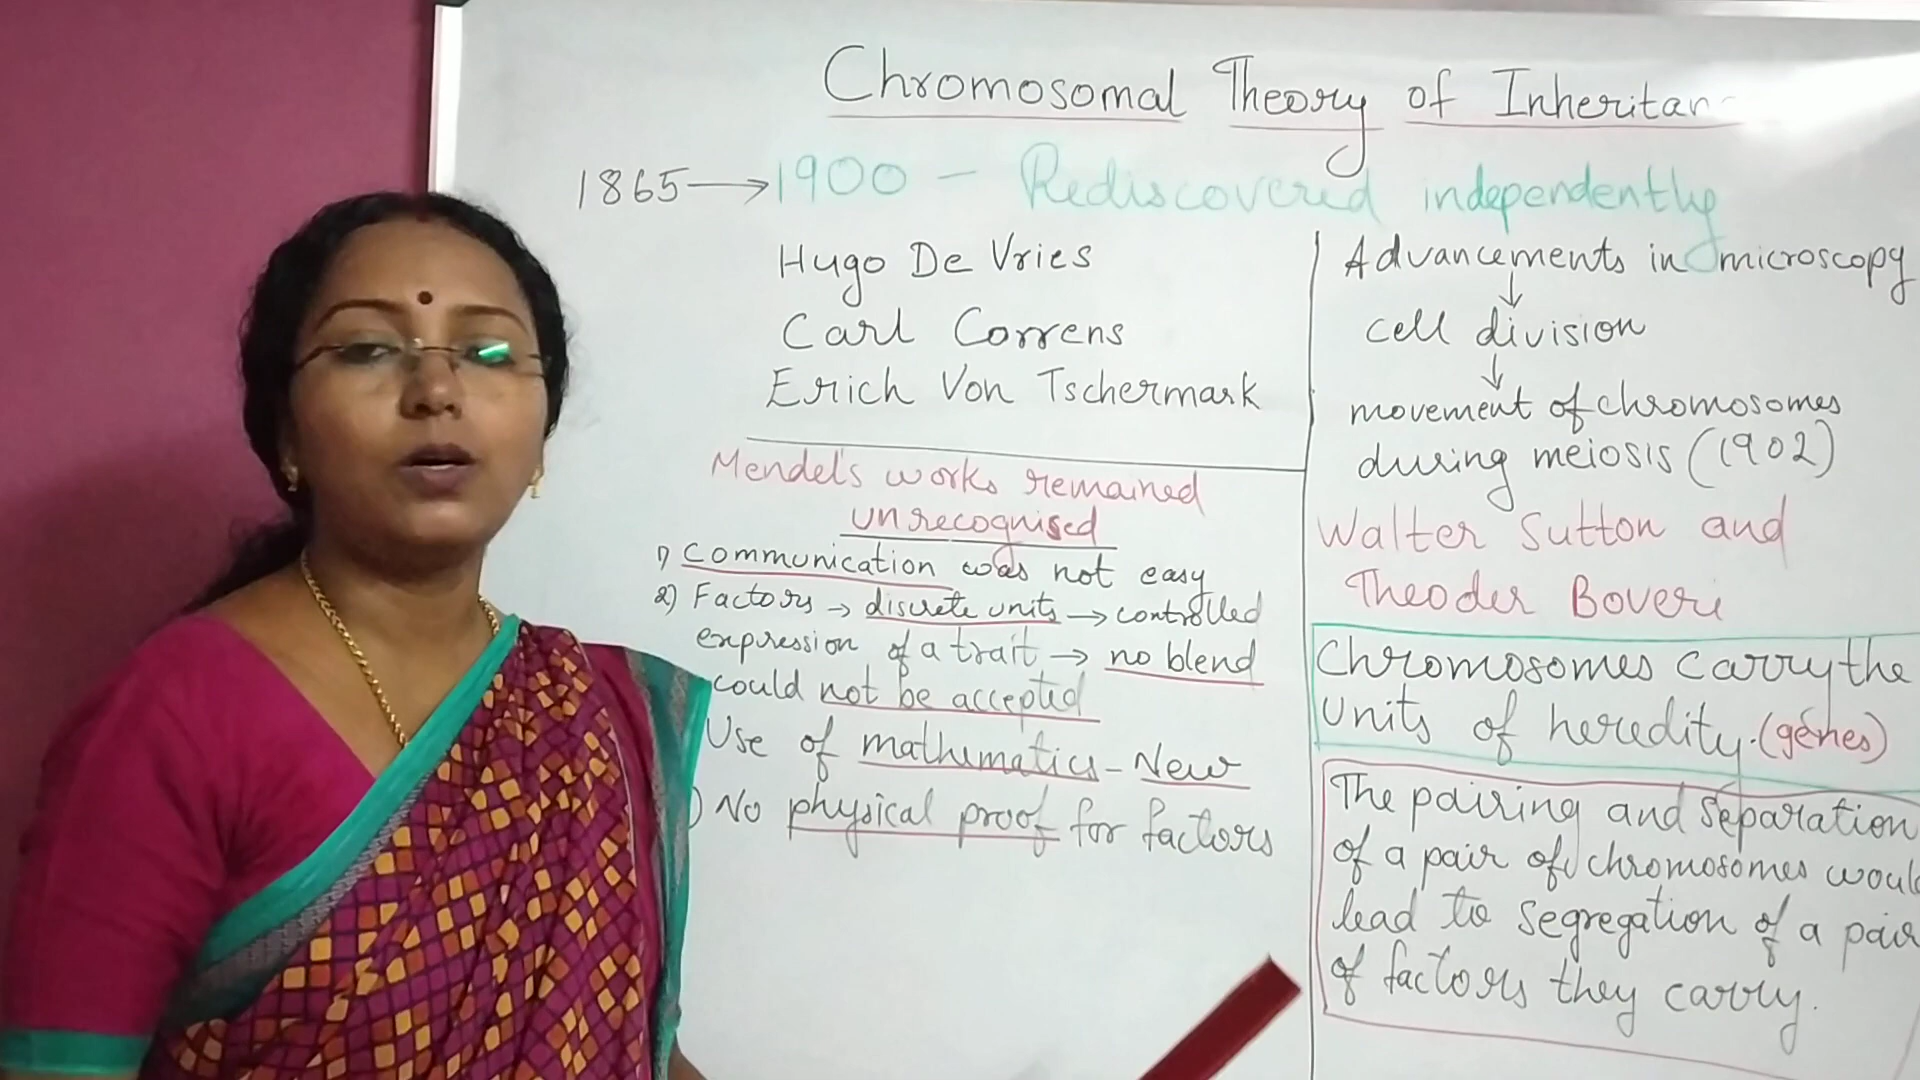 Chromosomal Theory of Inheritan
1865 → 1900 - Rediscovered independently
Hugo De Vries
Carl Correns
Erich Von Tschermark
Mendel's works remained
unrecognised
1) Communication was not easy
2) Factors → discrete units → controlled
expression of a trait → no blend
could not be accepted
Use of mathematics - New
) No physical proof for factors
Advancements in microscopy
↓
cell division
↓
movement of chromosomes
during meiosis (1902)
Walter Sutton and
Theoder Boveri
Chromosomes carry the
units of heredity. (genes)
The pairing and separation
of a pair of chromosomes would
lead to segregation of a pair
of factors they carry.